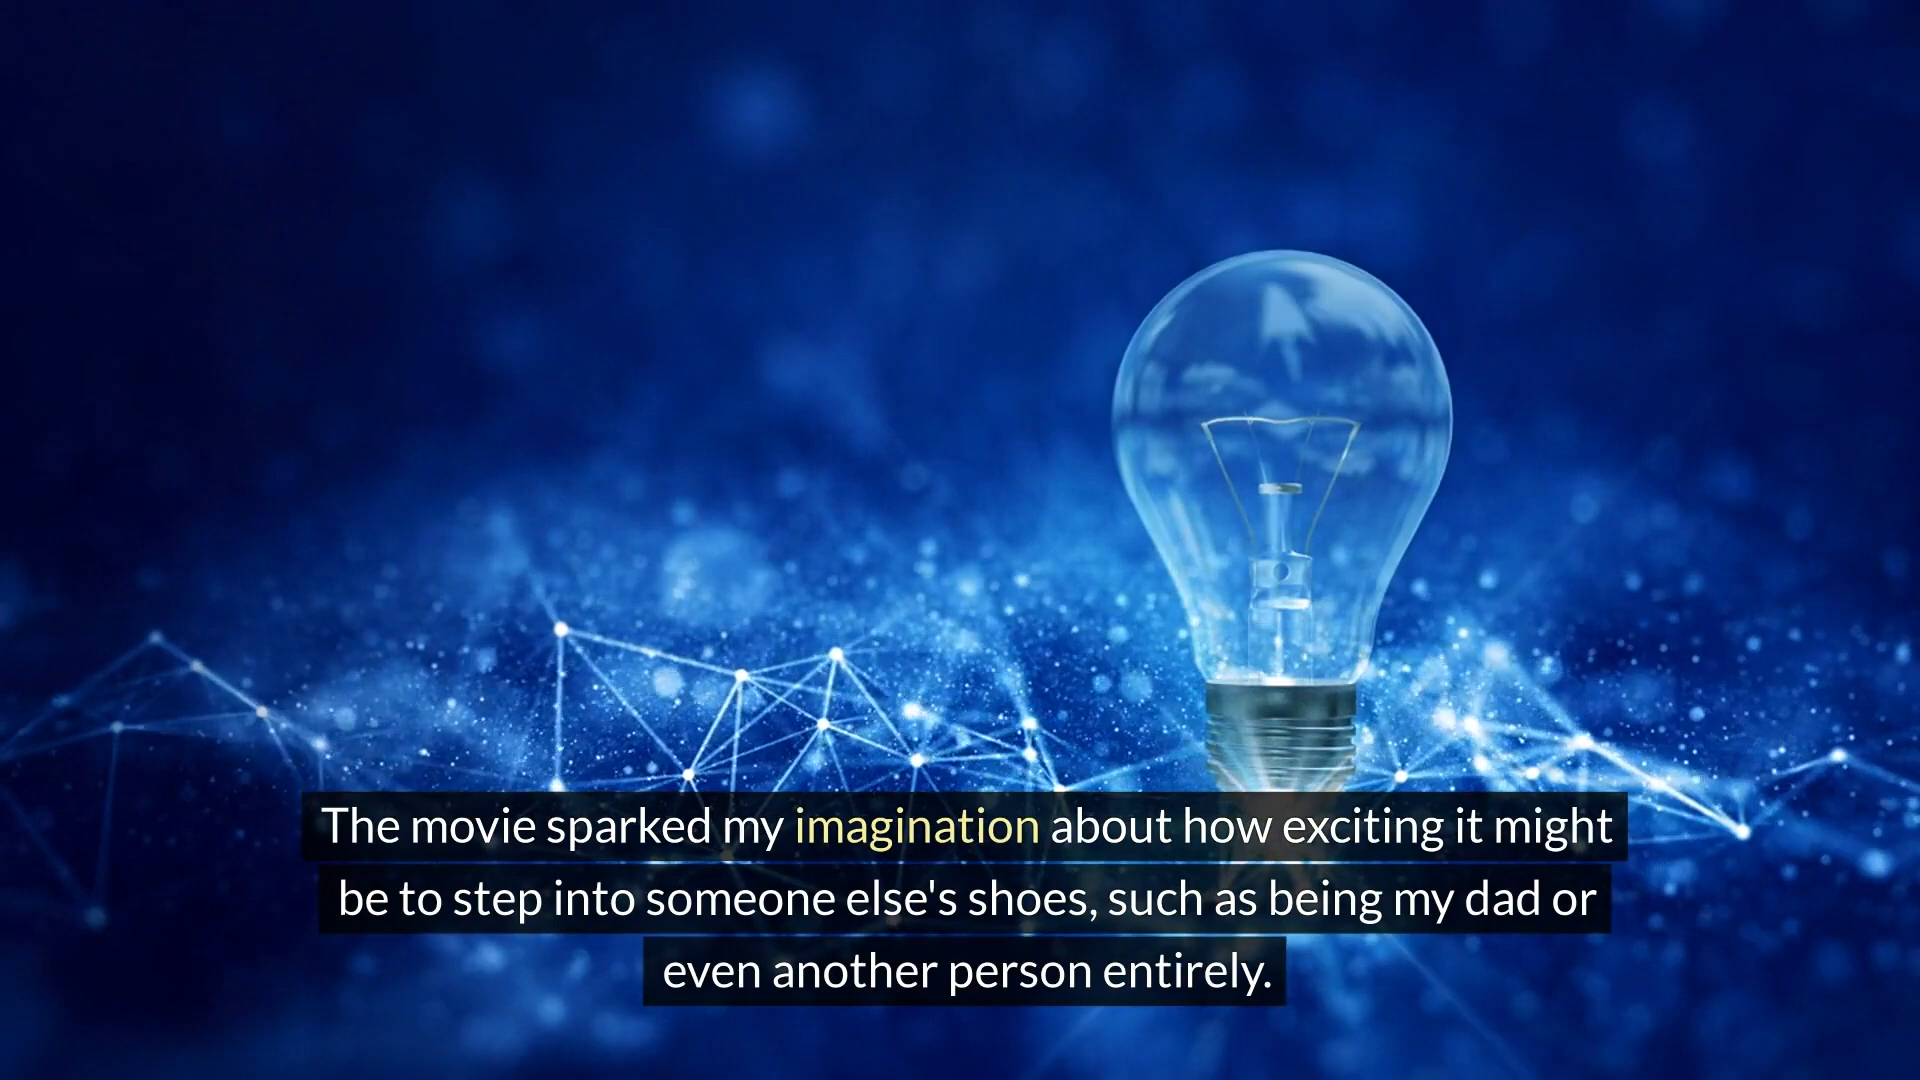 The movie sparked my imagination about how exciting it might
be to step into someone else's shoes, such as being my dad or
even another person entirely.